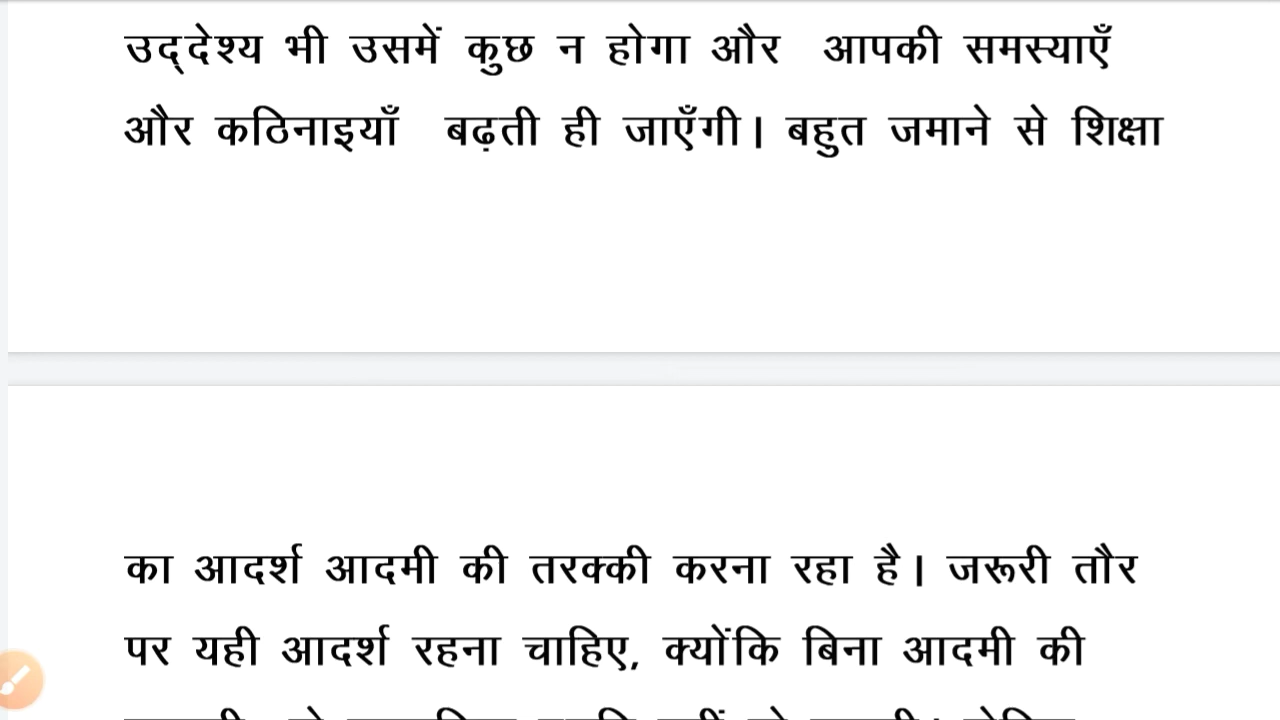 उद्देश्य भी उसमें कुछ न होगा और आपकी समस्याएँ
और कठिनाइयाँ बढ़ती ही जाएँगी। बहुत जमाने से शिक्षा
का आदर्श आदमी की तरक्की करना रहा है। जरूरी तौर
पर यही आदर्श रहना चाहिए, क्योंकि बिना आदमी की